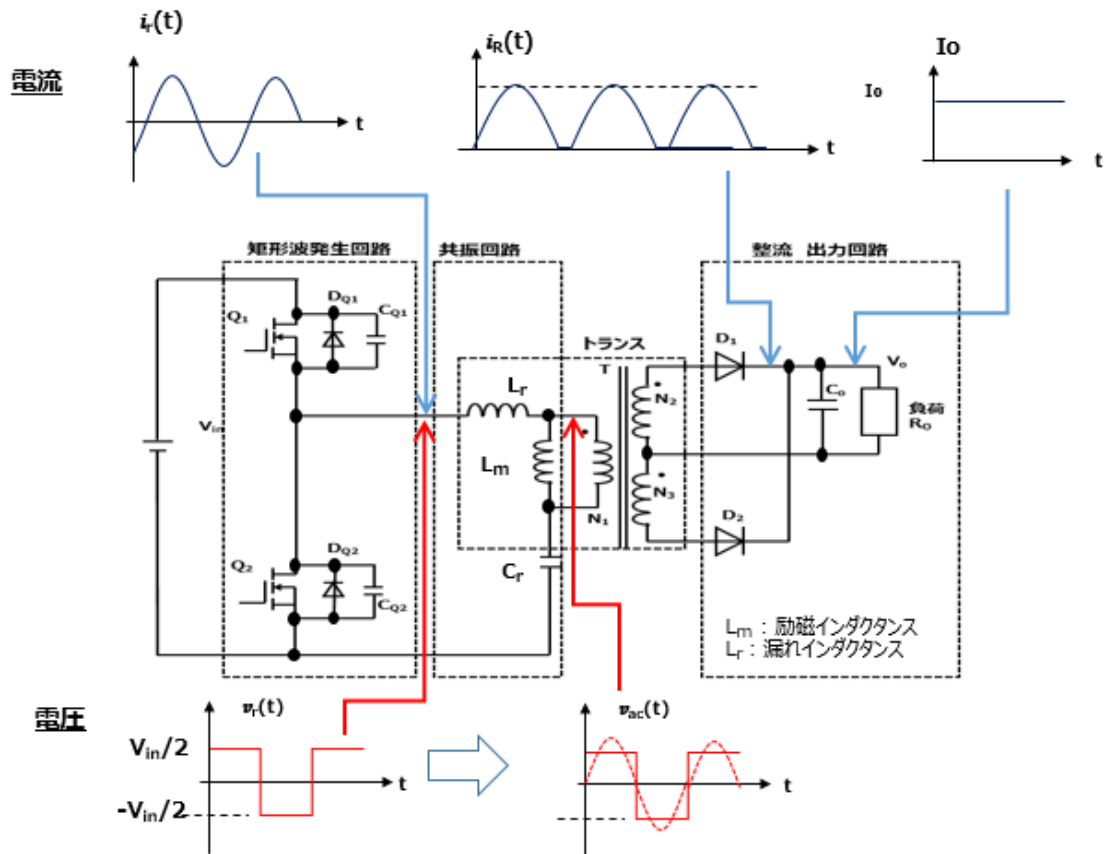 ir(t)
iR(t)
Io
電流
Io
t
t
t
矩形波発生回路
共振回路
整流 出力回路
DQ1
CQ1
Q1
トランス
D1
T
Vo
Lr
N2
Co
負荷
RO
Vin
Lm
N3
N1
D2
DQ2
Q2
Cr
CQ2
Lm：励磁インダクタンス
Lr：漏れインダクタンス
電圧
vr(t)
vac(t)
Vin/2
t
t
-Vin/2